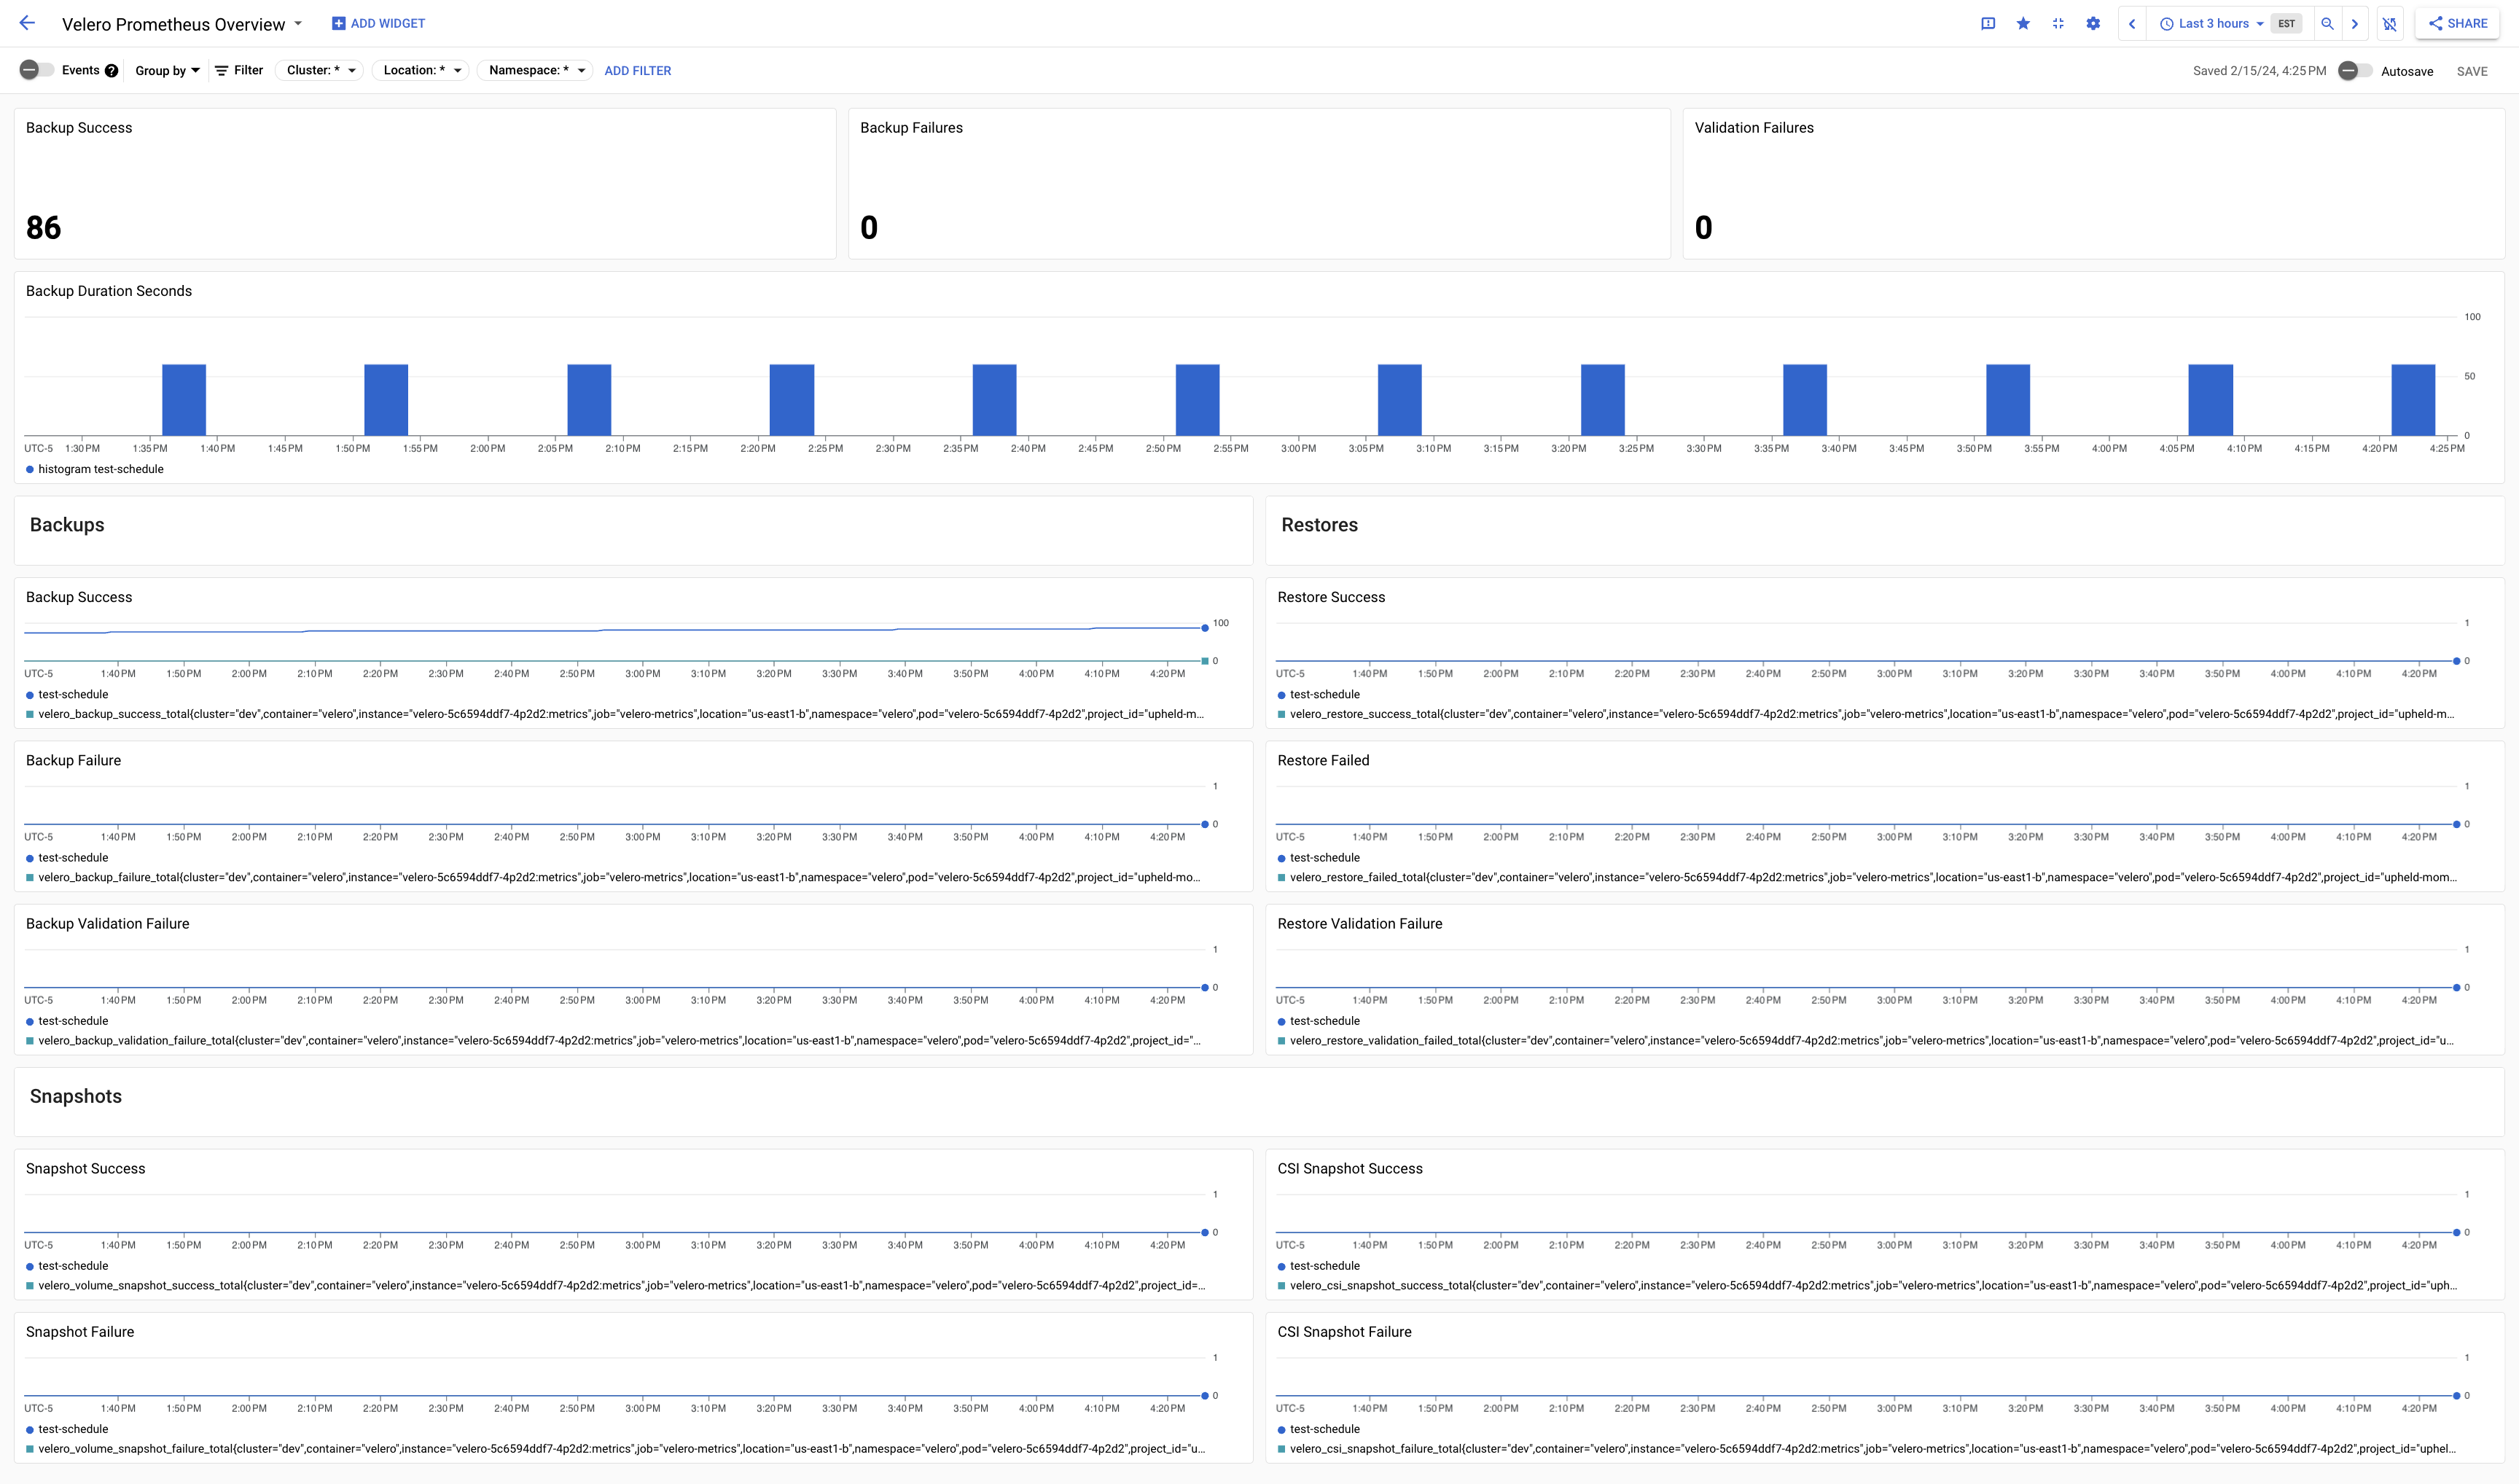 Velero Prometheus Overview
ADD WIDGET
Last 3 hours EST
SHARE
Events
Group by
Filter
Cluster: *
Location: *
Namespace: *
ADD FILTER
Saved 2/15/24, 4:25 PM
Autosave
SAVE
Backup Success
86
Backup Failures
0
Validation Failures
0
Backup Duration Seconds
100
50
0
UTC-5 1:30 PM 1:35 PM 1:40 PM 1:45 PM 1:50 PM 1:55 PM 2:00 PM 2:05 PM 2:10 PM 2:15 PM 2:20 PM 2:25 PM 2:30 PM 2:35 PM 2:40 PM 2:45 PM 2:50 PM 2:55 PM 3:00 PM 3:05 PM 3:10 PM 3:15 PM 3:20 PM 3:25 PM 3:30 PM 3:35 PM 3:40 PM 3:45 PM 3:50 PM 3:55 PM 4:00 PM 4:05 PM 4:10 PM 4:15 PM 4:20 PM 4:25 PM
histogram test-schedule
Backups
Restores
Backup Success
100
0
UTC-5 1:40 PM 1:50 PM 2:00 PM 2:10 PM 2:20 PM 2:30 PM 2:40 PM 2:50 PM 3:00 PM 3:10 PM 3:20 PM 3:30 PM 3:40 PM 3:50 PM 4:00 PM 4:10 PM 4:20 PM
test-schedule
velero_backup_success_total{cluster="dev",container="velero",instance="velero-5c6594ddf7-4p2d2:metrics",job="velero-metrics",location="us-east1-b",namespace="velero",pod="velero-5c6594ddf7-4p2d2",project_id="upheld-m...
Restore Success
1
0
UTC-5 1:40 PM 1:50 PM 2:00 PM 2:10 PM 2:20 PM 2:30 PM 2:40 PM 2:50 PM 3:00 PM 3:10 PM 3:20 PM 3:30 PM 3:40 PM 3:50 PM 4:00 PM 4:10 PM 4:20 PM
test-schedule
velero_restore_success_total{cluster="dev",container="velero",instance="velero-5c6594ddf7-4p2d2:metrics",job="velero-metrics",location="us-east1-b",namespace="velero",pod="velero-5c6594ddf7-4p2d2",project_id="upheld-m...
Backup Failure
1
0
UTC-5 1:40 PM 1:50 PM 2:00 PM 2:10 PM 2:20 PM 2:30 PM 2:40 PM 2:50 PM 3:00 PM 3:10 PM 3:20 PM 3:30 PM 3:40 PM 3:50 PM 4:00 PM 4:10 PM 4:20 PM
test-schedule
velero_backup_failure_total{cluster="dev",container="velero",instance="velero-5c6594ddf7-4p2d2:metrics",job="velero-metrics",location="us-east1-b",namespace="velero",pod="velero-5c6594ddf7-4p2d2",project_id="upheld-mo...
Restore Failed
1
0
UTC-5 1:40 PM 1:50 PM 2:00 PM 2:10 PM 2:20 PM 2:30 PM 2:40 PM 2:50 PM 3:00 PM 3:10 PM 3:20 PM 3:30 PM 3:40 PM 3:50 PM 4:00 PM 4:10 PM 4:20 PM
test-schedule
velero_restore_failed_total{cluster="dev",container="velero",instance="velero-5c6594ddf7-4p2d2:metrics",job="velero-metrics",location="us-east1-b",namespace="velero",pod="velero-5c6594ddf7-4p2d2",project_id="upheld-mom...
Backup Validation Failure
1
0
UTC-5 1:40 PM 1:50 PM 2:00 PM 2:10 PM 2:20 PM 2:30 PM 2:40 PM 2:50 PM 3:00 PM 3:10 PM 3:20 PM 3:30 PM 3:40 PM 3:50 PM 4:00 PM 4:10 PM 4:20 PM
test-schedule
velero_backup_validation_failure_total{cluster="dev",container="velero",instance="velero-5c6594ddf7-4p2d2:metrics",job="velero-metrics",location="us-east1-b",namespace="velero",pod="velero-5c6594ddf7-4p2d2",project_id="...
Restore Validation Failure
1
0
UTC-5 1:40 PM 1:50 PM 2:00 PM 2:10 PM 2:20 PM 2:30 PM 2:40 PM 2:50 PM 3:00 PM 3:10 PM 3:20 PM 3:30 PM 3:40 PM 3:50 PM 4:00 PM 4:10 PM 4:20 PM
test-schedule
velero_restore_validation_failed_total{cluster="dev",container="velero",instance="velero-5c6594ddf7-4p2d2:metrics",job="velero-metrics",location="us-east1-b",namespace="velero",pod="velero-5c6594ddf7-4p2d2",project_id="u...
Snapshots
Snapshot Success
1
0
UTC-5 1:40 PM 1:50 PM 2:00 PM 2:10 PM 2:20 PM 2:30 PM 2:40 PM 2:50 PM 3:00 PM 3:10 PM 3:20 PM 3:30 PM 3:40 PM 3:50 PM 4:00 PM 4:10 PM 4:20 PM
test-schedule
velero_volume_snapshot_success_total{cluster="dev",container="velero",instance="velero-5c6594ddf7-4p2d2:metrics",job="velero-metrics",location="us-east1-b",namespace="velero",pod="velero-5c6594ddf7-4p2d2",project_id=...
CSI Snapshot Success
1
0
UTC-5 1:40 PM 1:50 PM 2:00 PM 2:10 PM 2:20 PM 2:30 PM 2:40 PM 2:50 PM 3:00 PM 3:10 PM 3:20 PM 3:30 PM 3:40 PM 3:50 PM 4:00 PM 4:10 PM 4:20 PM
test-schedule
velero_csi_snapshot_success_total{cluster="dev",container="velero",instance="velero-5c6594ddf7-4p2d2:metrics",job="velero-metrics",location="us-east1-b",namespace="velero",pod="velero-5c6594ddf7-4p2d2",project_id="uph...
Snapshot Failure
1
0
UTC-5 1:40 PM 1:50 PM 2:00 PM 2:10 PM 2:20 PM 2:30 PM 2:40 PM 2:50 PM 3:00 PM 3:10 PM 3:20 PM 3:30 PM 3:40 PM 3:50 PM 4:00 PM 4:10 PM 4:20 PM
test-schedule
velero_volume_snapshot_failure_total{cluster="dev",container="velero",instance="velero-5c6594ddf7-4p2d2:metrics",job="velero-metrics",location="us-east1-b",namespace="velero",pod="velero-5c6594ddf7-4p2d2",project_id="u...
CSI Snapshot Failure
1
0
UTC-5 1:40 PM 1:50 PM 2:00 PM 2:10 PM 2:20 PM 2:30 PM 2:40 PM 2:50 PM 3:00 PM 3:10 PM 3:20 PM 3:30 PM 3:40 PM 3:50 PM 4:00 PM 4:10 PM 4:20 PM
test-schedule
velero_csi_snapshot_failure_total{cluster="dev",container="velero",instance="velero-5c6594ddf7-4p2d2:metrics",job="velero-metrics",location="us-east1-b",namespace="velero",pod="velero-5c6594ddf7-4p2d2",project_id="uphel...